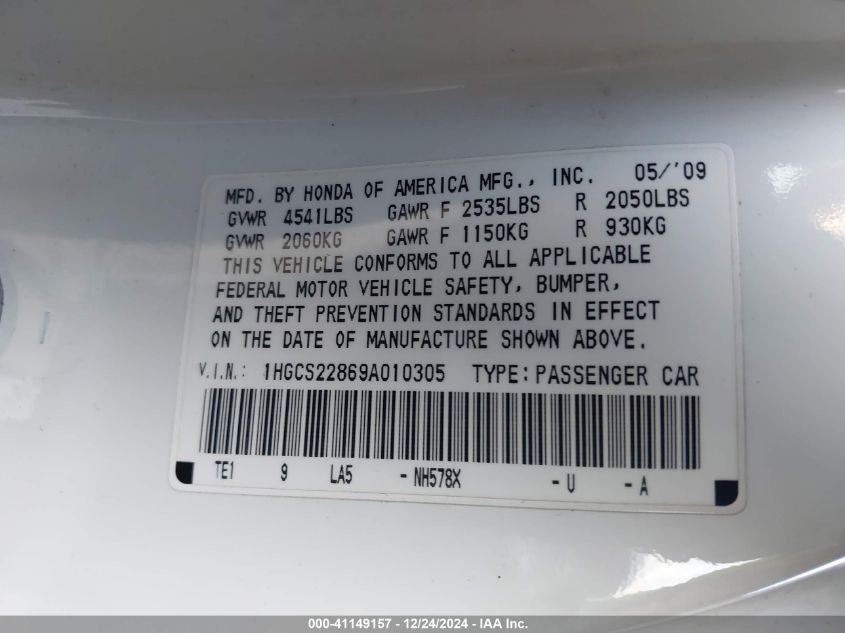 MFD. BY HONDA OF AMERICA MFG., INC. 05/'09
GVWR 4541LBS GAWR F 2535LBS R 2050LBS
GVWR 2060KG GAWR F 1150KG R 930KG
THIS VEHICLE CONFORMS TO ALL APPLICABLE
FEDERAL MOTOR VEHICLE SAFETY, BUMPER,
AND THEFT PREVENTION STANDARDS IN EFFECT
ON THE DATE OF MANUFACTURE SHOWN ABOVE.
V.I.N.: 1HGCS22869A010305 TYPE: PASSENGER CAR
TE1 9 LA5 -NH578X -U -A
000-41149157 - 12/24/2024 - IAA Inc.